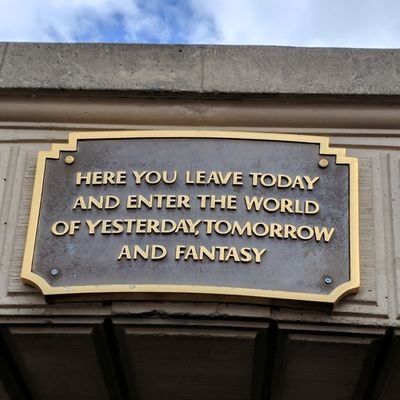 HERE YOU LEAVE TODAY
AND ENTER THE WORLD
OF YESTERDAY, TOMORROW
AND FANTASY